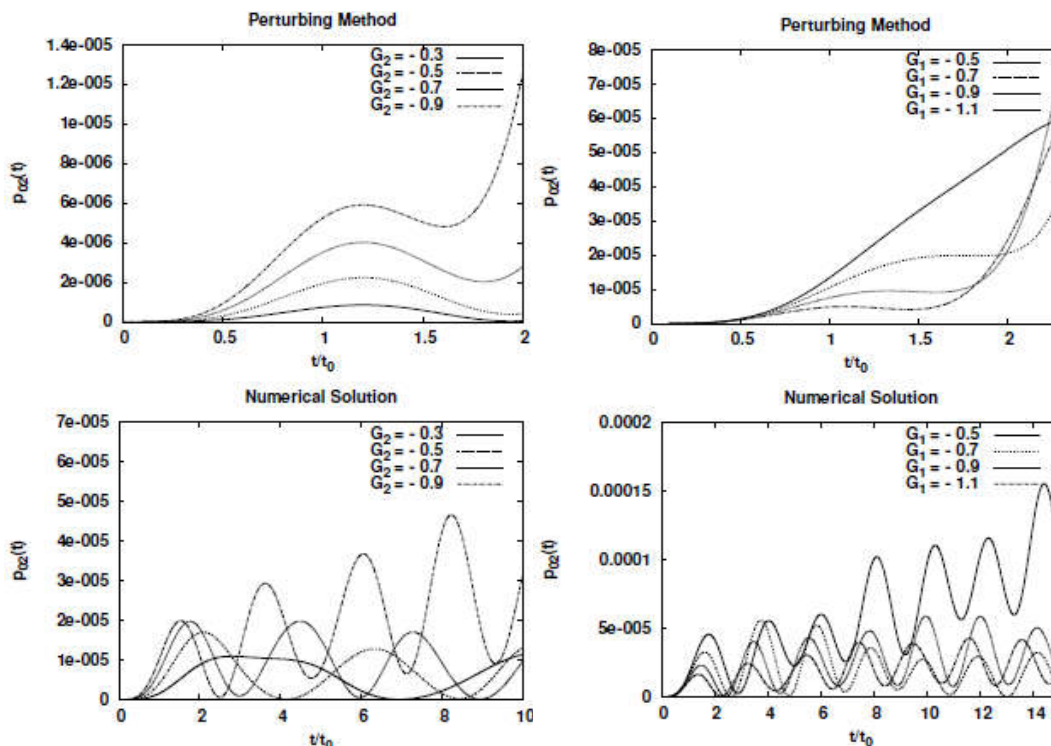 Perturbing Method
1.4e-005
1.2e-005
1e-005
8e-006
6e-006
4e-006
2e-006
0
p02(t)
G2 = - 0.3
G2 = - 0.5
G2 = - 0.7
G2 = - 0.9
0 0.5 1 1.5 2
t/t0
Perturbing Method
8e-005
7e-005
6e-005
5e-005
4e-005
3e-005
2e-005
1e-005
0
p02(t)
G1 = - 0.5
G1 = - 0.7
G1 = - 0.9
G1 = - 1.1
0 0.5 1 1.5 2
t/t0
Numerical Solution
7e-005
6e-005
5e-005
4e-005
3e-005
2e-005
1e-005
0
p02(t)
G2 = - 0.3
G2 = - 0.5
G2 = - 0.7
G2 = - 0.9
0 2 4 6 8 10
t/t0
Numerical Solution
0.0002
0.00015
0.0001
5e-005
0
p02(t)
G1 = - 0.5
G1 = - 0.7
G1 = - 0.9
G1 = - 1.1
0 2 4 6 8 10 12 14
t/t0